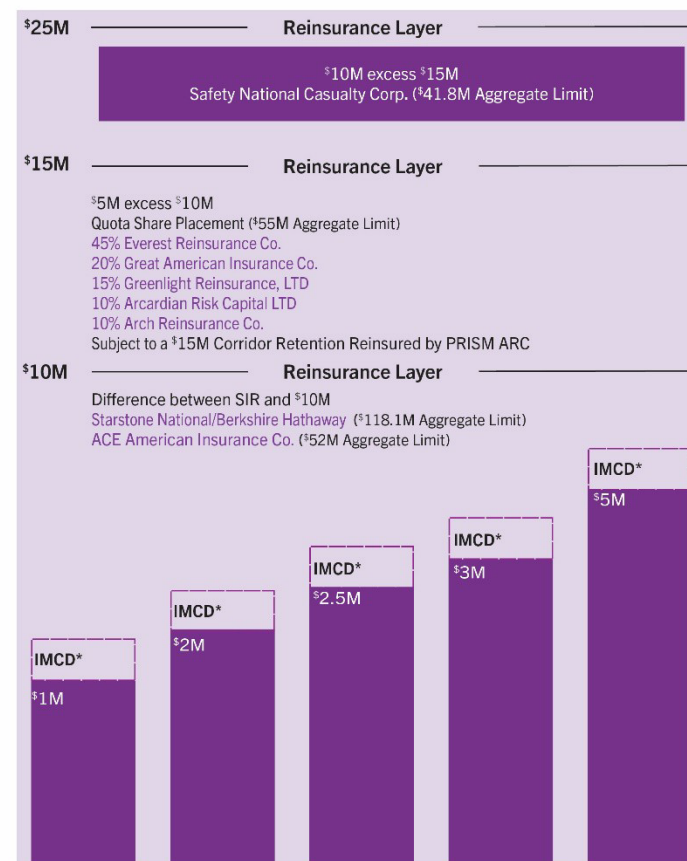 $25M Reinsurance Layer
$10M excess $15M
Safety National Casualty Corp. ($41.8M Aggregate Limit)
$15M Reinsurance Layer
$5M excess $10M
Quota Share Placement ($55M Aggregate Limit)
45% Everest Reinsurance Co.
20% Great American Insurance Co.
15% Greenlight Reinsurance, LTD
10% Arcardian Risk Capital LTD
10% Arch Reinsurance Co.
Subject to a $15M Corridor Retention Reinsured by PRISM ARC
$10M Reinsurance Layer
Difference between SIR and $10M
Starstone National/Berkshire Hathaway ($118.1M Aggregate Limit)
ACE American Insurance Co. ($52M Aggregate Limit)
IMCD*
$1M
IMCD*
$2M
IMCD*
$2.5M
IMCD*
$3M
IMCD*
$5M